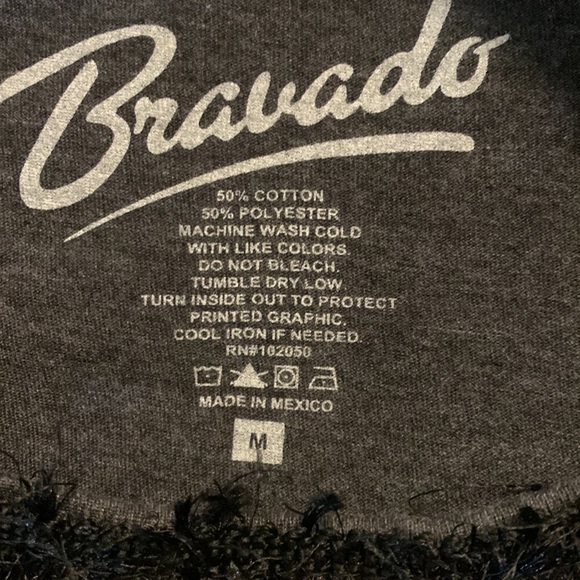 Bravado
50% COTTON
50% POLYESTER
MACHINE WASH COLD
WITH LIKE COLORS.
DO NOT BLEACH.
TUMBLE DRY LOW.
TURN INSIDE OUT TO PROTECT
PRINTED GRAPHIC.
COOL IRON IF NEEDED.
RN#102050
MADE IN MEXICO
M